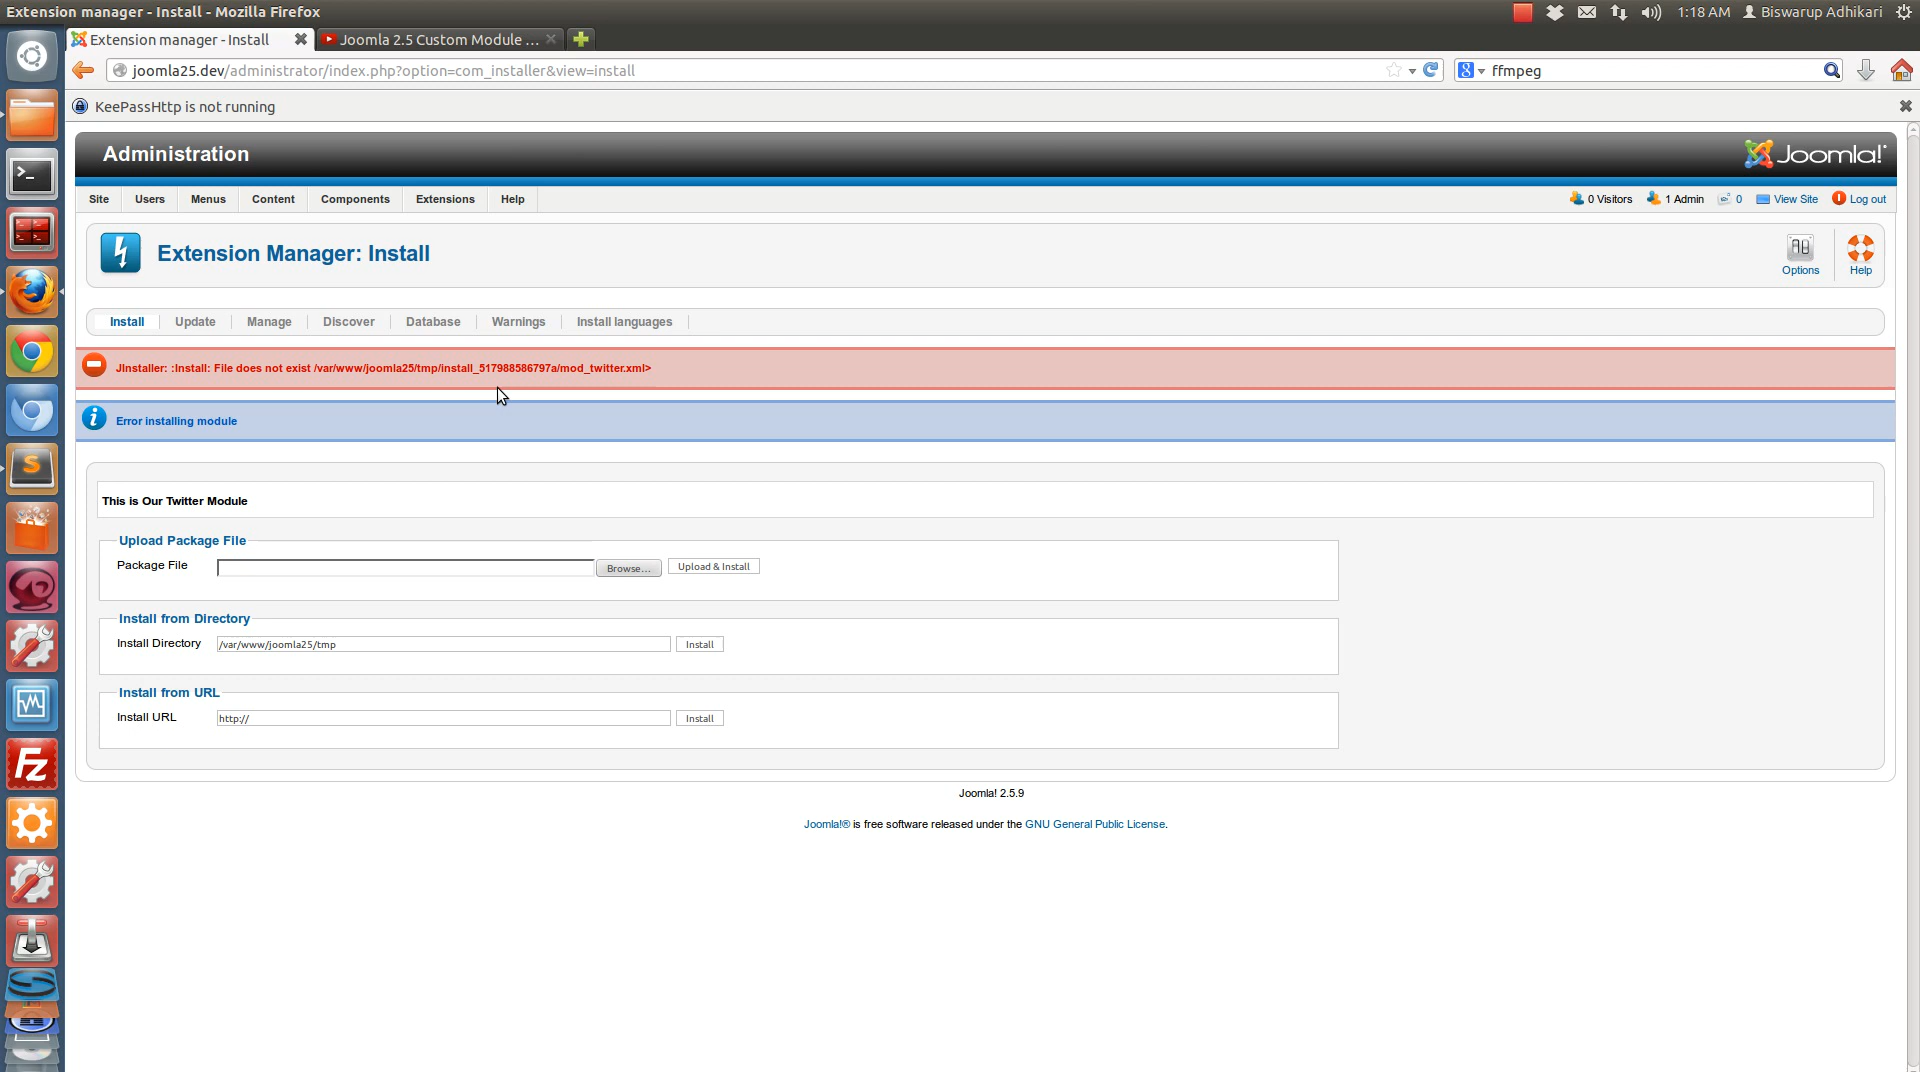 Extension manager - Install - Mozilla Firefox
1:18 AM Biswarup Adhikari
Extension manager - Install
Joomla 2.5 Custom Module ...
joomla25.dev/administrator/index.php?option=com_installer&view=install
8 ffmpeg
KeePassHttp is not running
Administration
Joomla!®
Site Users Menus Content Components Extensions Help
0 Visitors 1 Admin 0 View Site Log out
Extension Manager: Install
Options Help
Install Update Manage Discover Database Warnings Install languages
JInstaller: :Install: File does not exist /var/www/joomla25/tmp/install_517988586797a/mod_twitter.xml>
Error installing module
This is Our Twitter Module
Upload Package File
Package File Browse... Upload & Install
Install from Directory
Install Directory /var/www/joomla25/tmp Install
Install from URL
Install URL http:// Install
Joomla! 2.5.9
Joomla!® is free software released under the GNU General Public License.